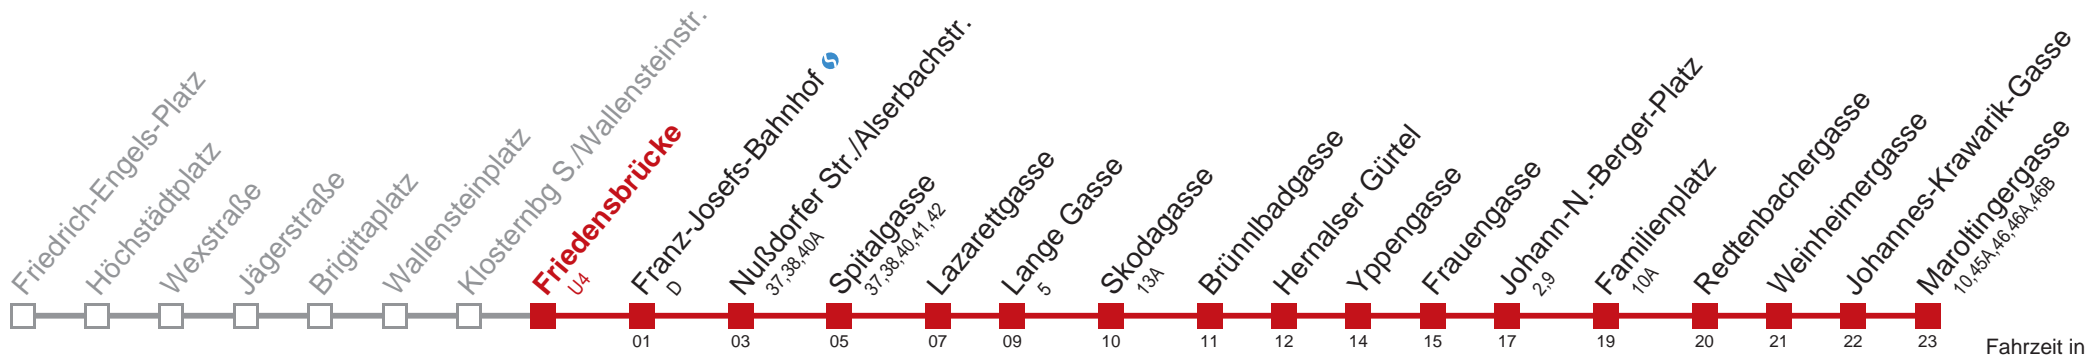 Friedrich-Engels-Platz
Höchstädtplatz
Wexstraße
Jägerstraße
Brigittaplatz
Wallensteinplatz
Klosternbg S./Wallensteinstr.
Friedensbrücke
U4
Franz-Josefs-Bahnhof
D
Nußdorfer Str./Alserbachstr.
37,38,40A
Spitalgasse
37,38,40,41,42
Lazarettgasse
Lange Gasse
5
Skodagasse
13A
Brünnlbadgasse
Hernalser Gürtel
Yppengasse
Frauengasse
Johann-N.-Berger-Platz
2,9
Familienplatz
10A
Redtenbachergasse
Weinheimergasse
Johannes-Krawarik-Gasse
Maroltingergasse
10,45A,46,46A,46B
01 03 05 07 09 10 11 12 14 15 17 19 20 21 22 23
Fahrzeit in